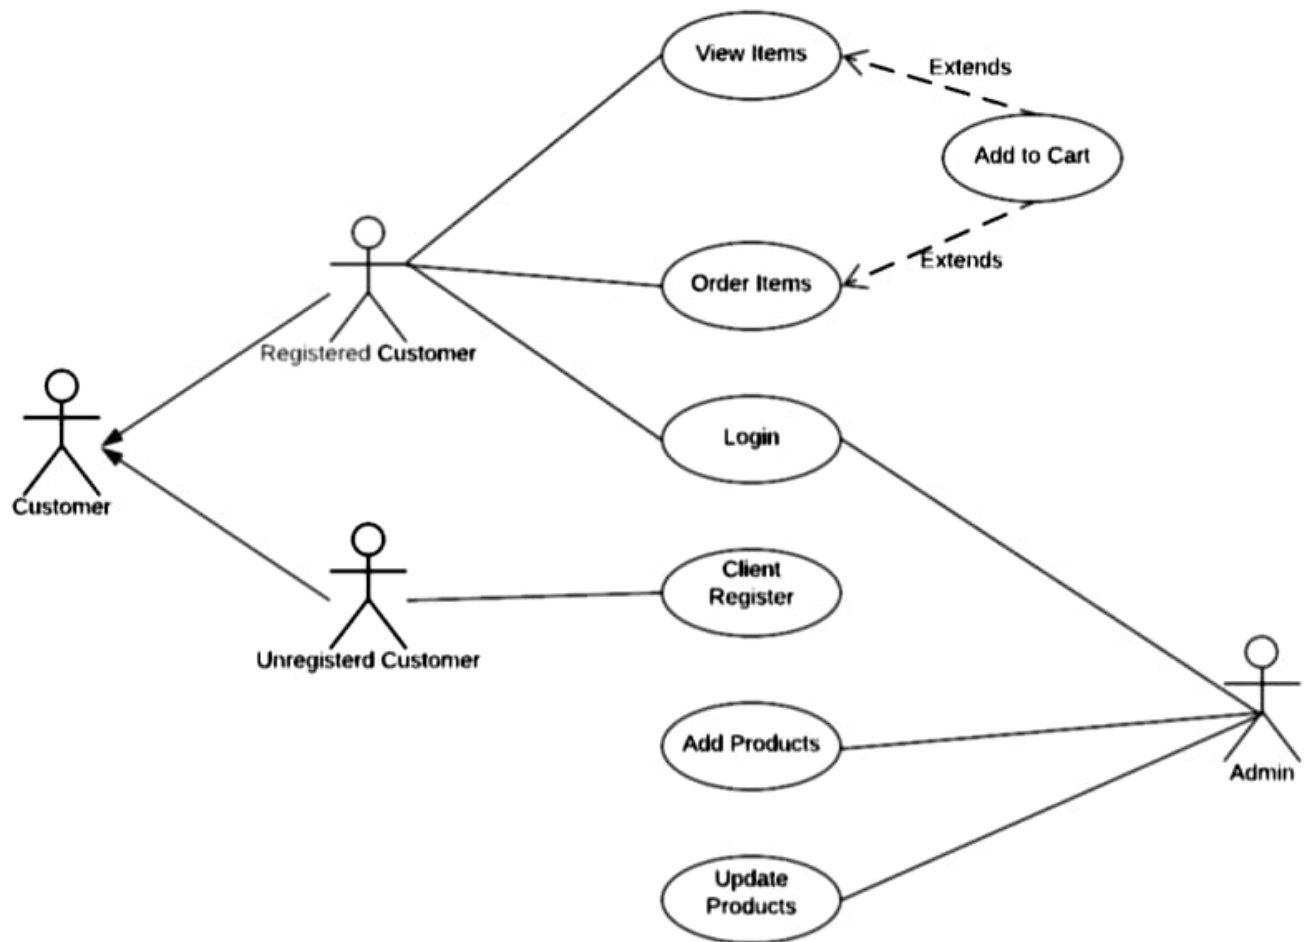 View Items
Extends
Add to Cart
Extends
Order Items
Registered Customer
Login
Customer
Client
Register
Unregisterd Customer
Add Products
Admin
Update
Products